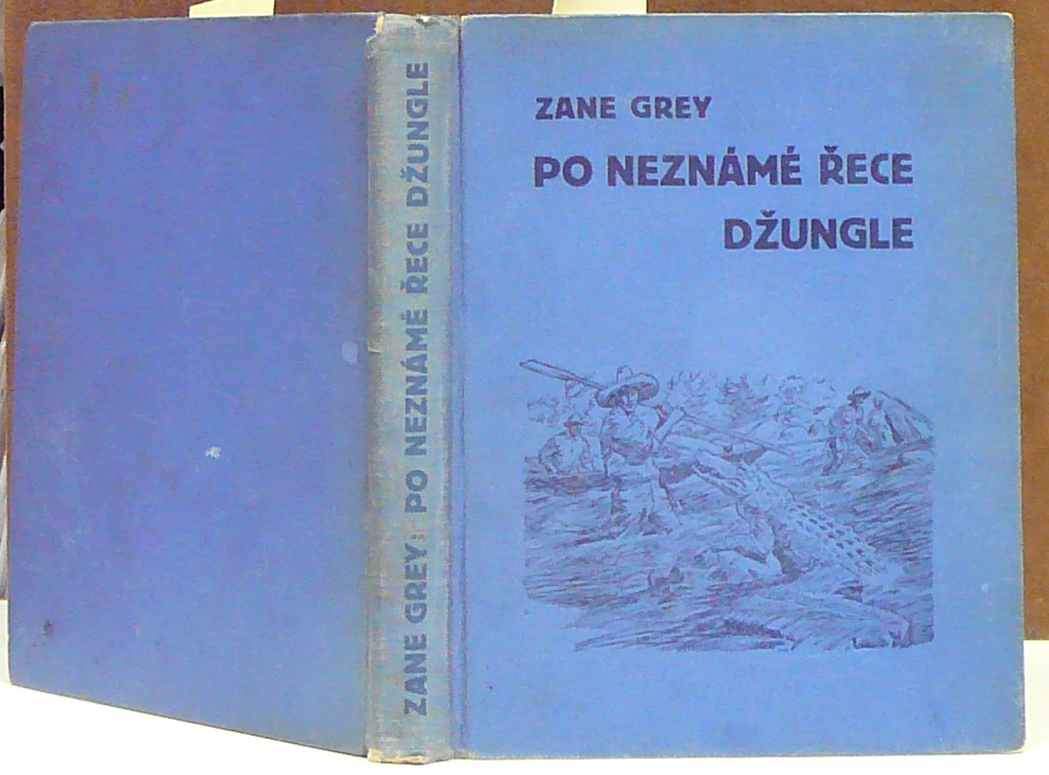 ZANE GREY: PO NEZNÁMÉ ŘECE DŽUNGLE
ZANE GREY
PO NEZNÁMÉ ŘECE
DŽUNGLE